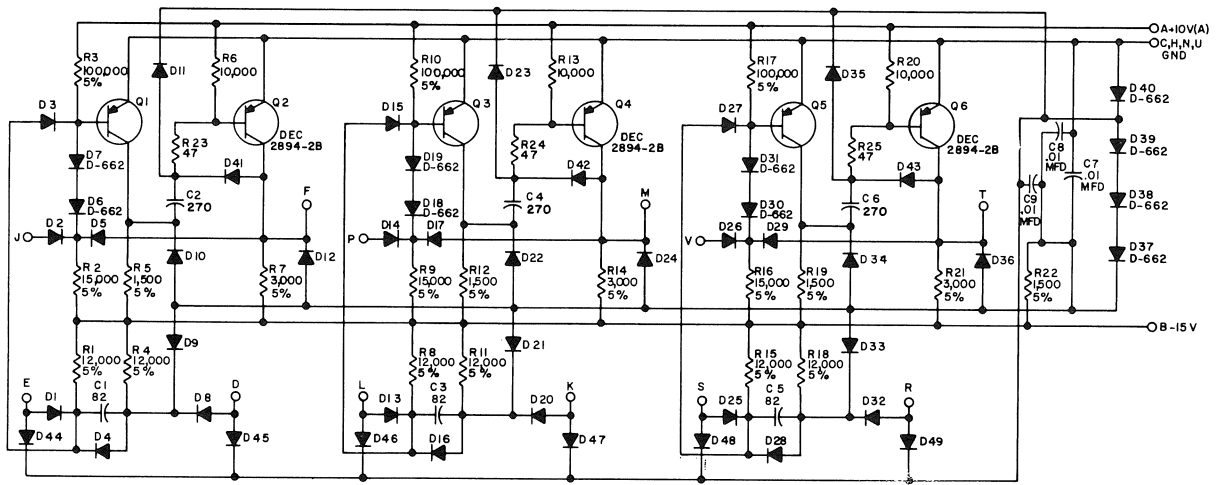 A+10V(A)
C,H,N,U
GND
R3
100,000
5%
D11
R6
10,000
R10
100,000
5%
D23
R13
10,000
R17
100,000
5%
D35
R20
10,000
D40
D-662
D3
Q1
Q2
D15
Q3
Q4
D27
Q5
Q6
DEC
2894-2B
DEC
2894-2B
DEC
2894-2B
D39
D-662
C8
.01
MFD
C7
.01
MFD
C9
.01
MFD
R23
47
R24
47
R25
47
D7
D-662
D41
D19
D-662
D42
D31
D-662
D43
D6
D-662
C2
270
F
D18
D-662
C4
270
M
D30
D-662
C6
270
T
D38
D-662
J
D2
D5
P
D14
D17
V
D26
D29
D10
D12
D22
D24
D34
D36
D37
D-662
R2
15,000
5%
R5
1,500
5%
R7
3,000
5%
R9
15,000
5%
R12
1,500
5%
R14
3,000
5%
R16
15,000
5%
R19
1,500
5%
R21
3,000
5%
R22
1,500
5%
B-15V
D9
D21
D33
R1
12,000
5%
R4
12,000
5%
R8
12,000
5%
R11
12,000
5%
R15
12,000
5%
R18
12,000
5%
E
D1
C1
82
D8
D
L
D13
C3
82
D20
K
S
D25
C5
82
D32
R
D44
D4
D45
D46
D16
D47
D48
D28
D49